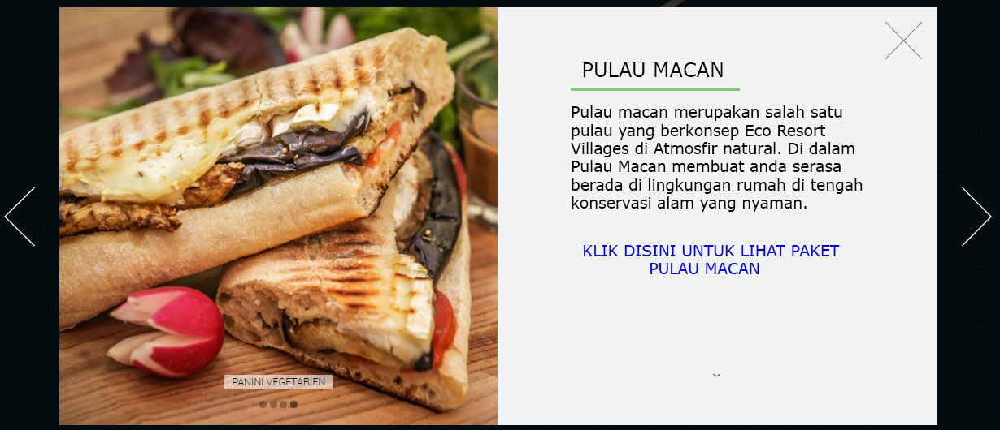 PULAU MACAN
Pulau macan merupakan salah satu
pulau yang berkonsep Eco Resort
Villages di Atmosfir natural. Di dalam
Pulau Macan membuat anda serasa
berada di lingkungan rumah di tengah
konservasi alam yang nyaman.
KLIK DISINI UNTUK LIHAT PAKET
PULAU MACAN
PANINI VÉGÉTARIEN